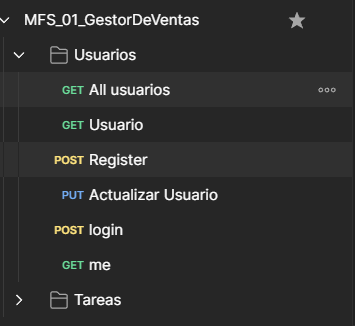 MFS_01_GestorDeVentas
Usuarios
GET All usuarios
GET Usuario
POST Register
PUT Actualizar Usuario
POST login
GET me
Tareas